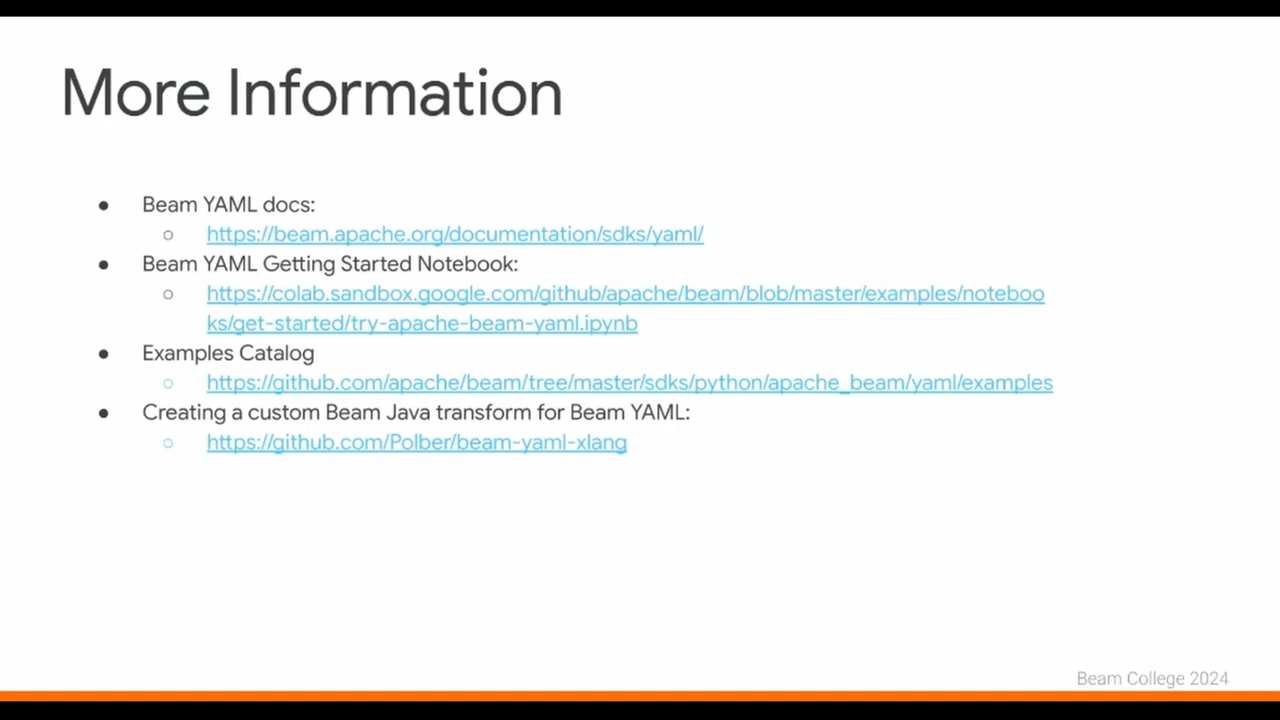 More Information
● Beam YAML docs:
○ https://beam.apache.org/documentation/sdks/yaml/
● Beam YAML Getting Started Notebook:
○ https://colab.sandbox.google.com/github/apache/beam/blob/master/examples/noteboo
ks/get-started/try-apache-beam-yaml.ipynb
● Examples Catalog
○ https://github.com/apache/beam/tree/master/sdks/python/apache_beam/yaml/examples
● Creating a custom Beam Java transform for Beam YAML:
○ https://github.com/Polber/beam-yaml-xlang
Beam College 2024